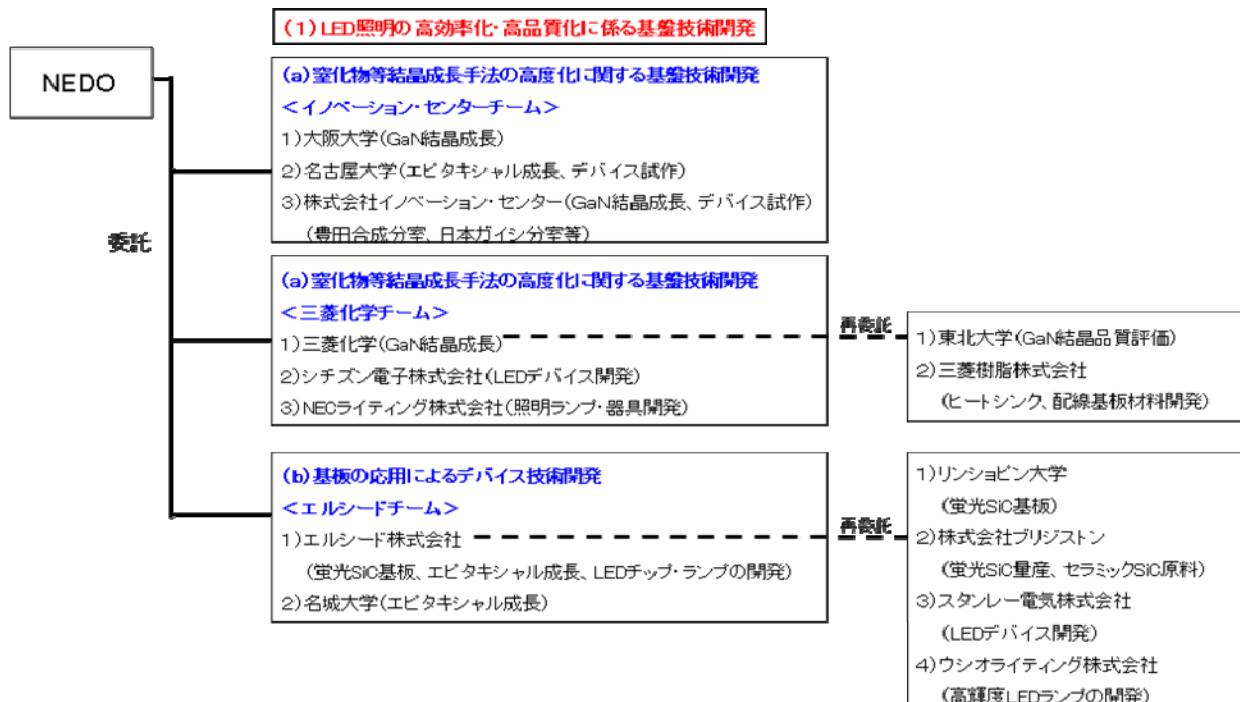 (1)LED照明の高効率化・高品質化に係る基盤技術開発
NEDO
委託
(a)窒化物等結晶成長手法の高度化に関する基盤技術開発
＜イノベーション・センターチーム＞
1)大阪大学(GaN結晶成長)
2)名古屋大学(エピタキシャル成長、デバイス試作)
3)株式会社イノベーション・センター(GaN結晶成長、デバイス試作)
(豊田合成分室、日本ガイシ分室等)
(a)窒化物等結晶成長手法の高度化に関する基盤技術開発
＜三菱化学チーム＞
1)三菱化学(GaN結晶成長)
2)シチズン電子株式会社(LEDデバイス開発)
3)NECライティング株式会社(照明ランプ・器具開発)
再委託
1)東北大学(GaN結晶品質評価)
2)三菱樹脂株式会社
(ヒートシンク、配線基板材料開発)
(b)基板の応用によるデバイス技術開発
＜エルシードチーム＞
1)エルシード株式会社
(蛍光SiC基板、エピタキシャル成長、LEDチップ・ランプの開発)
2)名城大学(エピタキシャル成長)
再委託
1)リンショピン大学
(蛍光SiC基板)
2)株式会社ブリジストン
(蛍光SiC量産、セラミックSiC原料)
3)スタンレー電気株式会社
(LEDデバイス開発)
4)ウシオライティング株式会社
(高輝度LEDランプの開発)